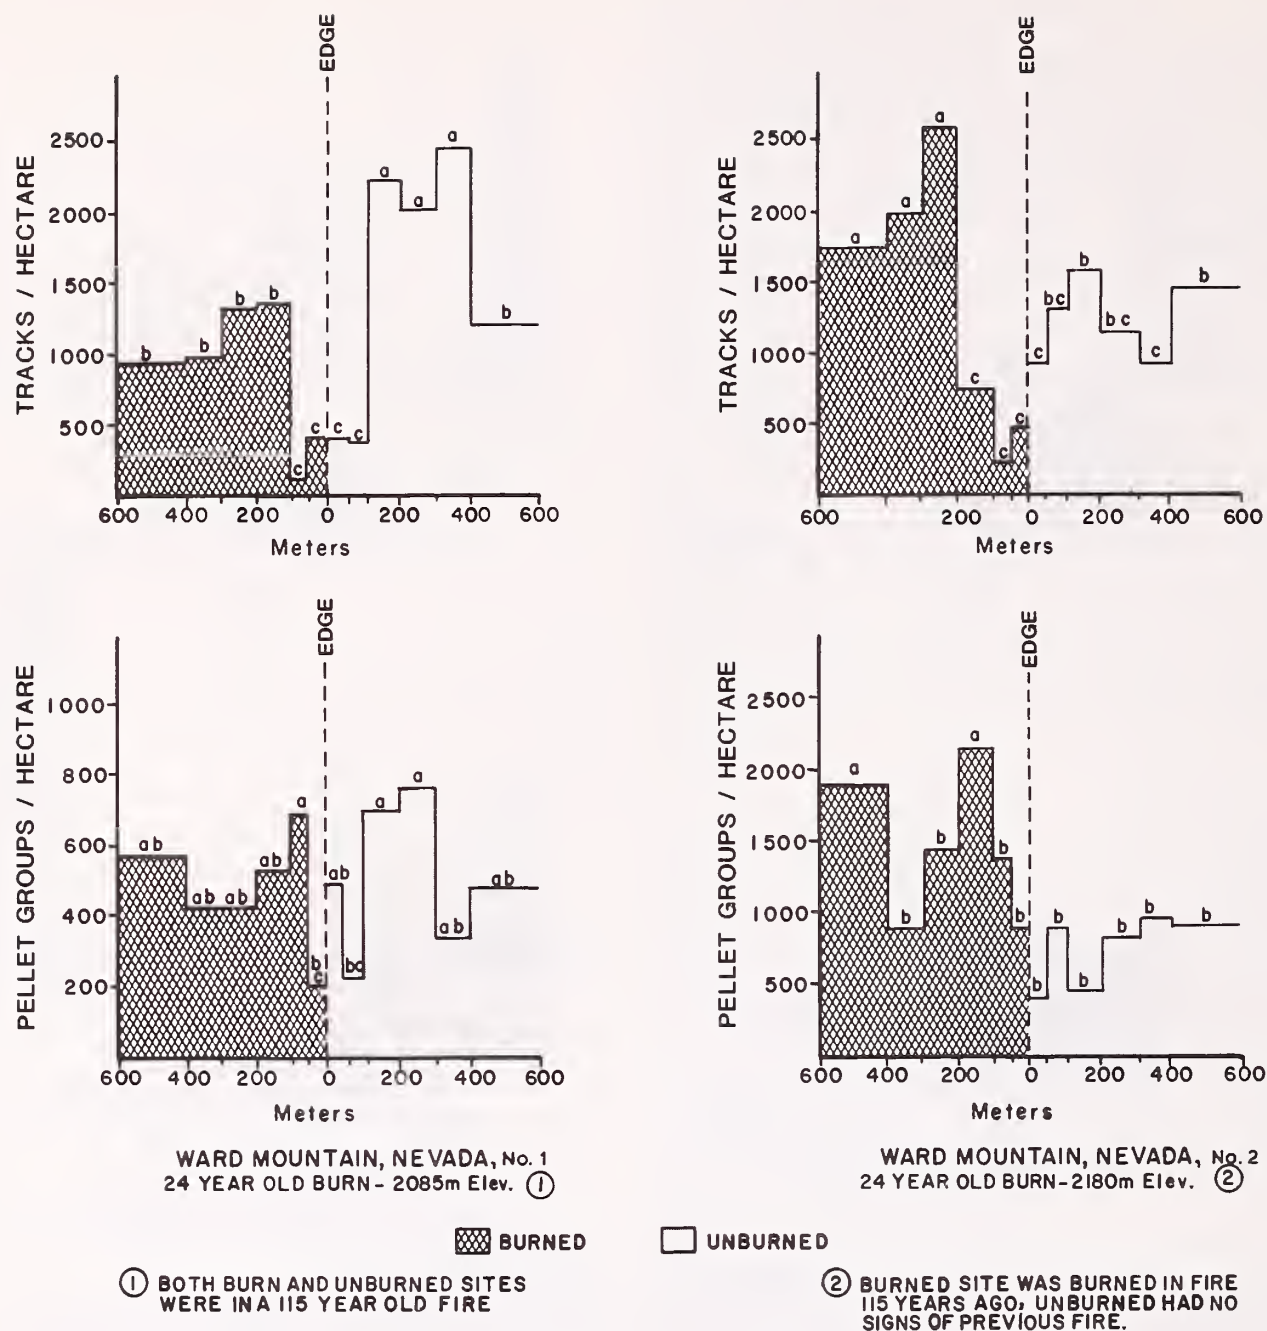 EDGE
TRACKS / HECTARE
2500
2000
1500
1000
500
b
b
b
b
c
c
c
c
a
a
a
b
600 400 200 0 200 400 600
Meters
EDGE
TRACKS / HECTARE
2500
2000
1500
1000
500
a
a
a
c
c
c
c
bc
b
bc
c
b
600 200 0 200 400 600
Meters
EDGE
PELLET GROUPS / HECTARE
1000
800
600
400
200
ab
ab
ab
ab
a
b
c
ab
bc
a
a
ab
ab
600 400 200 0 200 400 600
Meters
EDGE
PELLET GROUPS / HECTARE
2500
2000
1500
1000
500
a
b
b
a
b
b
b
b
b
b
b
b
600 400 200 0 200 400 600
Meters
WARD MOUNTAIN, NEVADA, No. 1
24 YEAR OLD BURN - 2085m Elev. ①
WARD MOUNTAIN, NEVADA, No. 2
24 YEAR OLD BURN - 2180m Elev. ②
BURNED
UNBURNED
① BOTH BURN AND UNBURNED SITES
WERE IN A 115 YEAR OLD FIRE
② BURNED SITE WAS BURNED IN FIRE
115 YEARS AGO; UNBURNED HAD NO
SIGNS OF PREVIOUS FIRE.